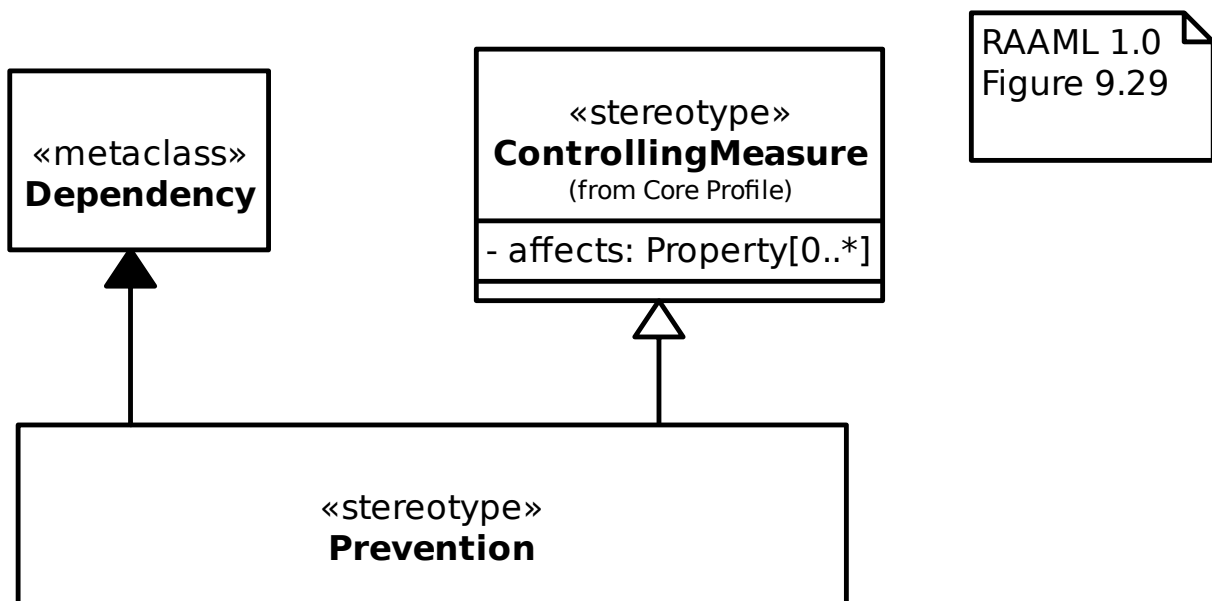 «metaclass»
Dependency
«stereotype»
ControllingMeasure
(from Core Profile)
- affects: Property[0..*]
RAAML 1.0
Figure 9.29
«stereotype»
Prevention